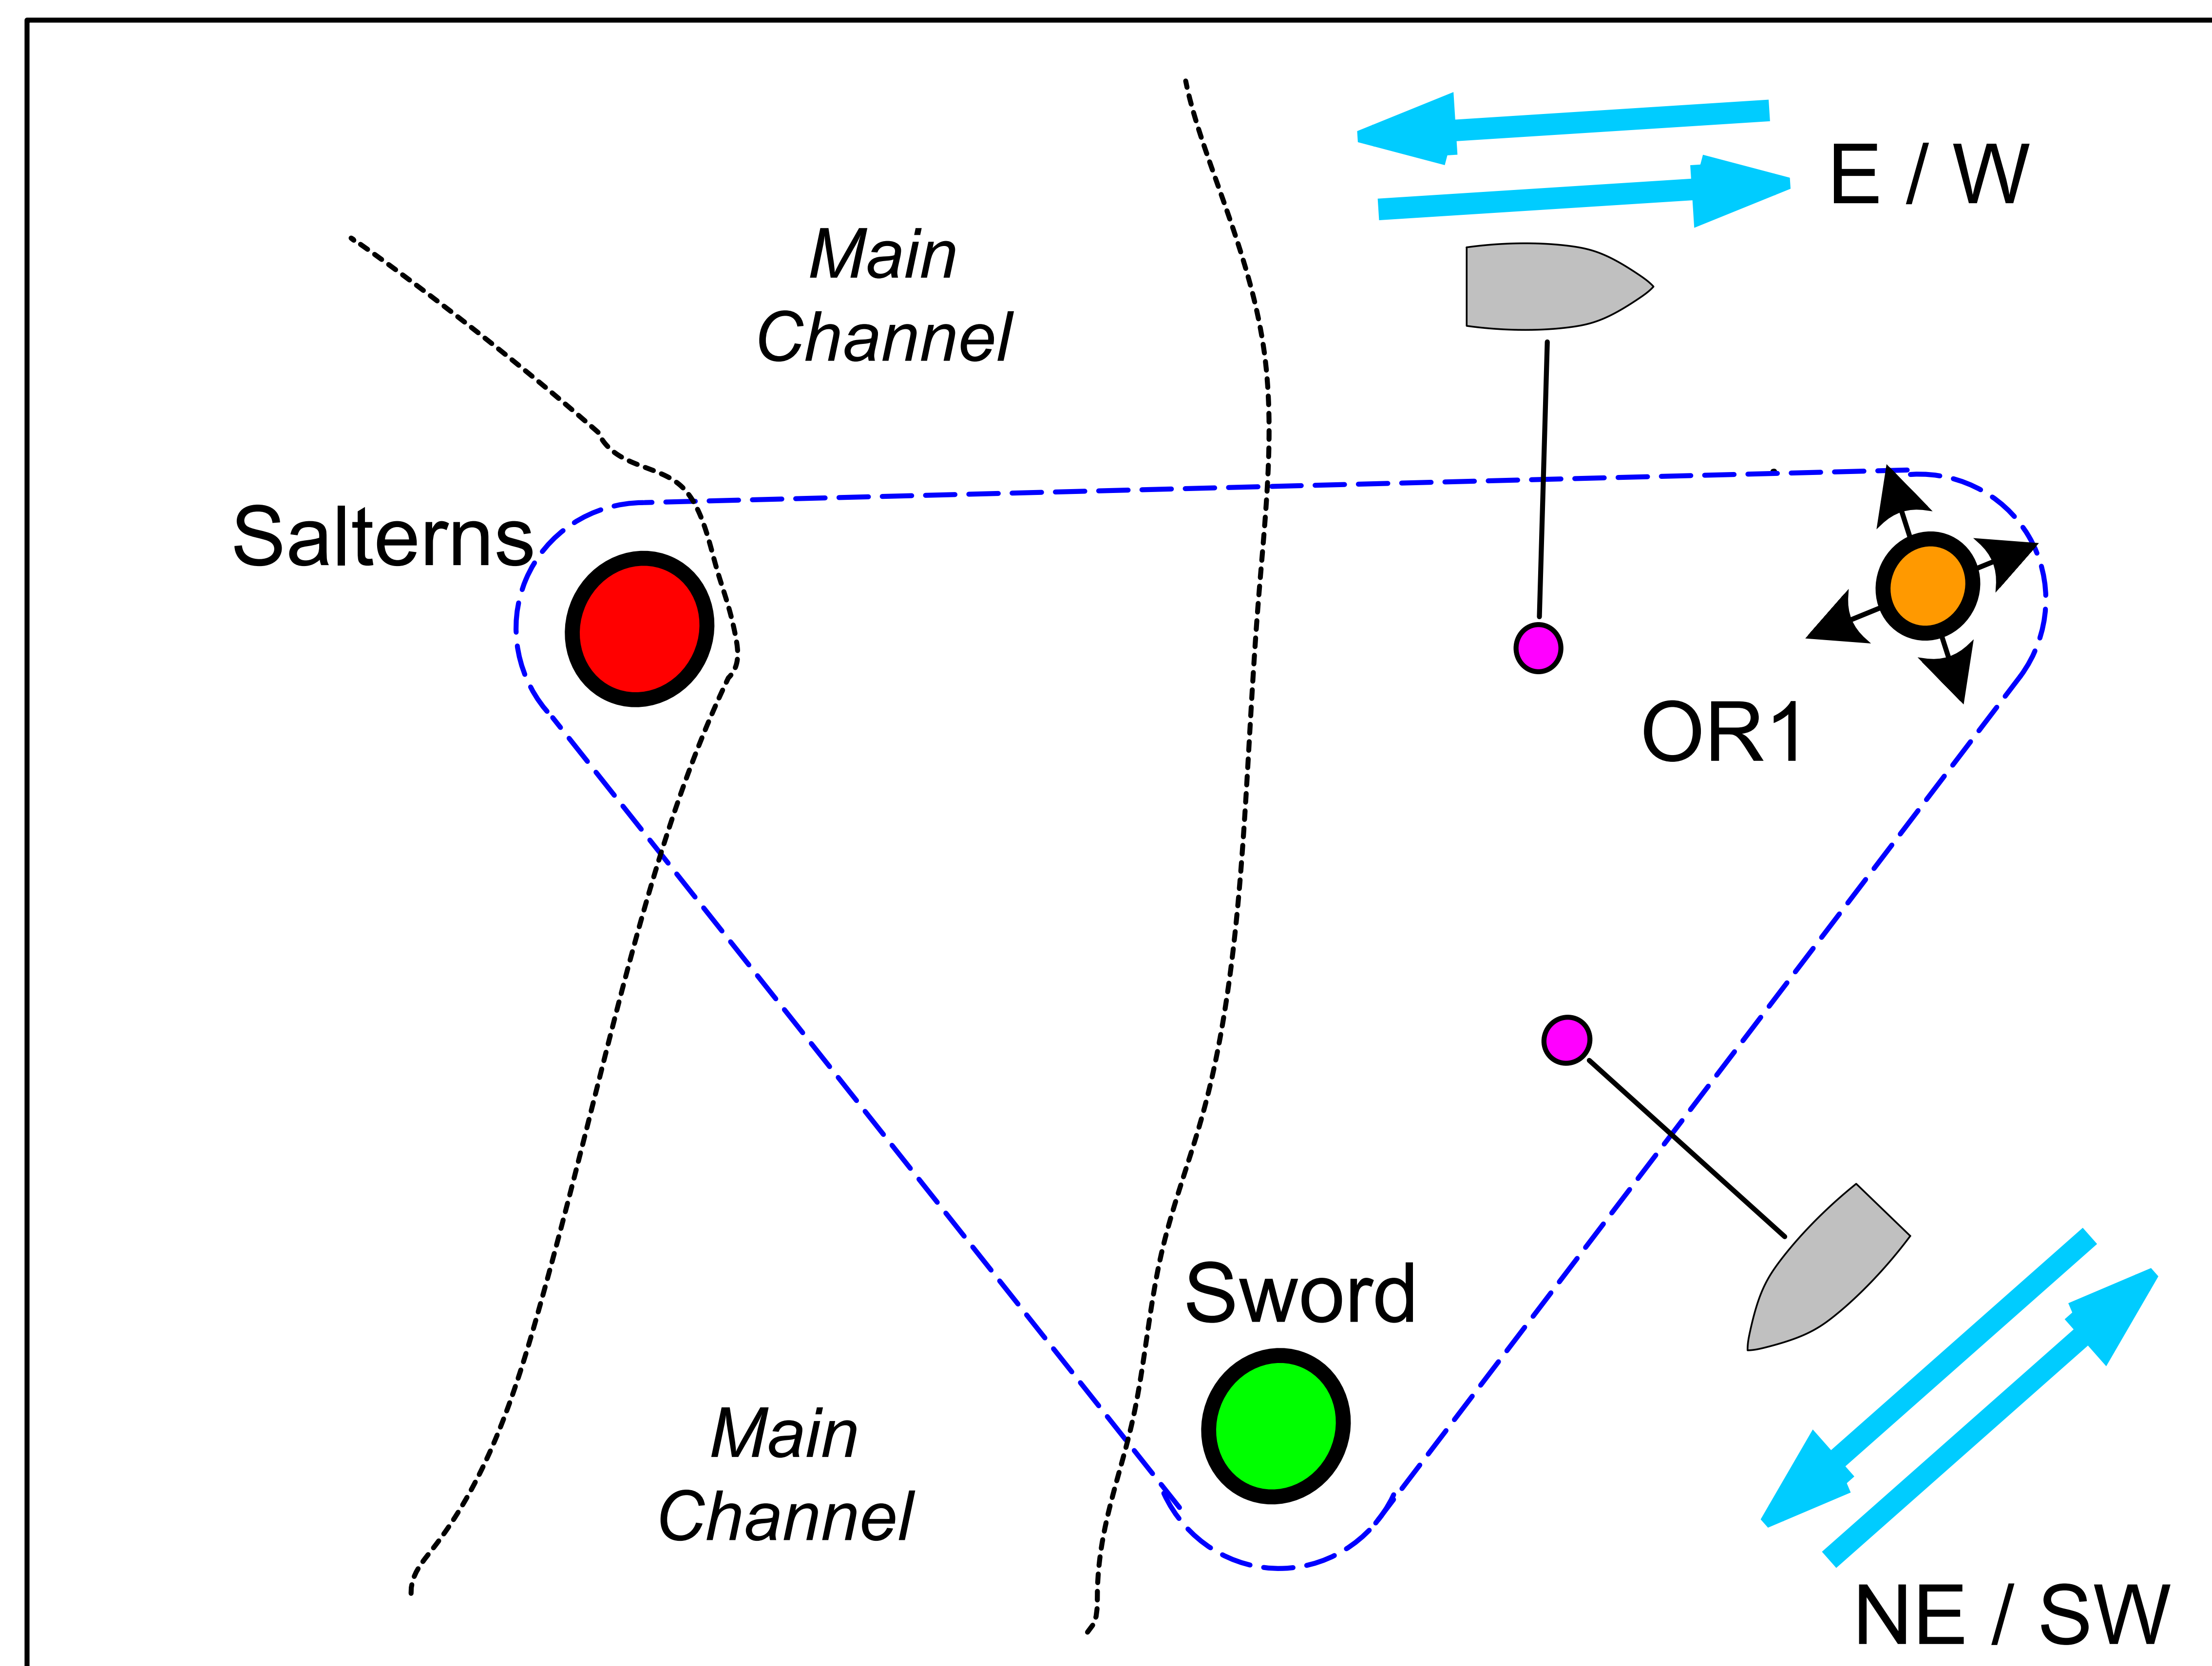 E / W
Main
Channel
Salterns
OR1
Sword
Main
Channel
NE / SW